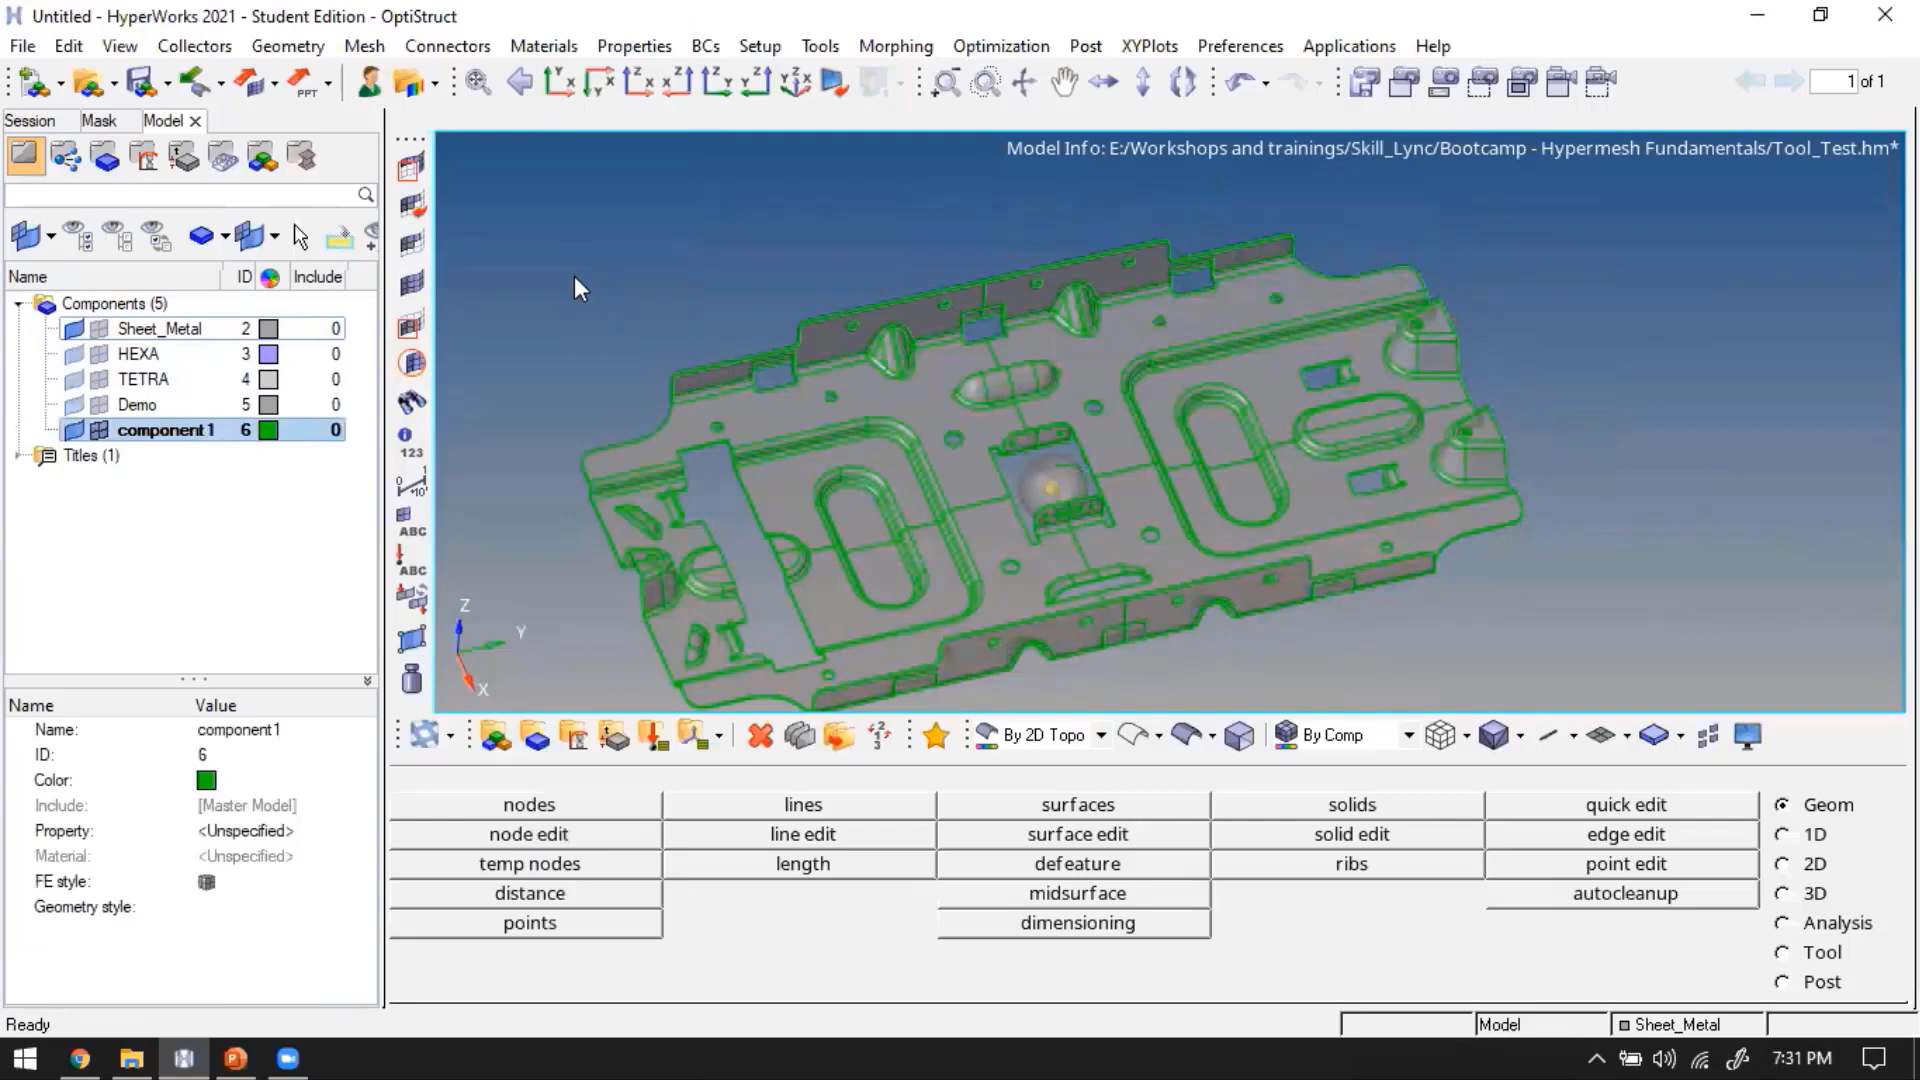 Untitled - HyperWorks 2021 - Student Edition - OptiStruct
File Edit View Collectors Geometry Mesh Connectors Materials Properties BCs Setup Tools Morphing Optimization Post XYPlots Preferences Applications Help
PPT
1 of 1
Session Mask Model
Model Info: E:/Workshops and trainings/Skill_Lync/Bootcamp - Hypermesh Fundamentals/Tool_Test.hm*
Name ID Include
Components (5)
Sheet_Metal 2 0
HEXA 3 0
TETRA 4 0
Demo 5 0
component1 6 0
Titles (1)
123
ABC
ABC
Z
Y
X
Name Value
Name: component1
ID: 6
Color:
Include: [Master Model]
Property: <Unspecified>
Material: <Unspecified>
FE style:
Geometry style:
By 2D Topo
By Comp
nodes lines surfaces solids quick edit Geom
node edit line edit surface edit solid edit edge edit 1D
temp nodes length defeature ribs point edit 2D
distance midsurface autocleanup 3D
points dimensioning Analysis
Tool
Post
Ready
Model
Sheet_Metal
7:31 PM